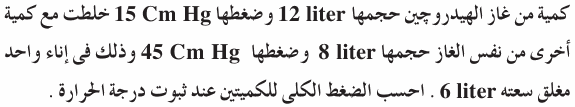 كمية من غاز الهيدروچين حجمها 12 liter وضغطها 15 Cm Hg خلطت مع كمية
أخرى من نفس الغاز حجمها 8 liter وضغطها 45 Cm Hg وذلك فى إناء واحد
مغلق سعته 6 liter . احسب الضغط الكلى للكميتين عند ثبوت درجة الحرارة .